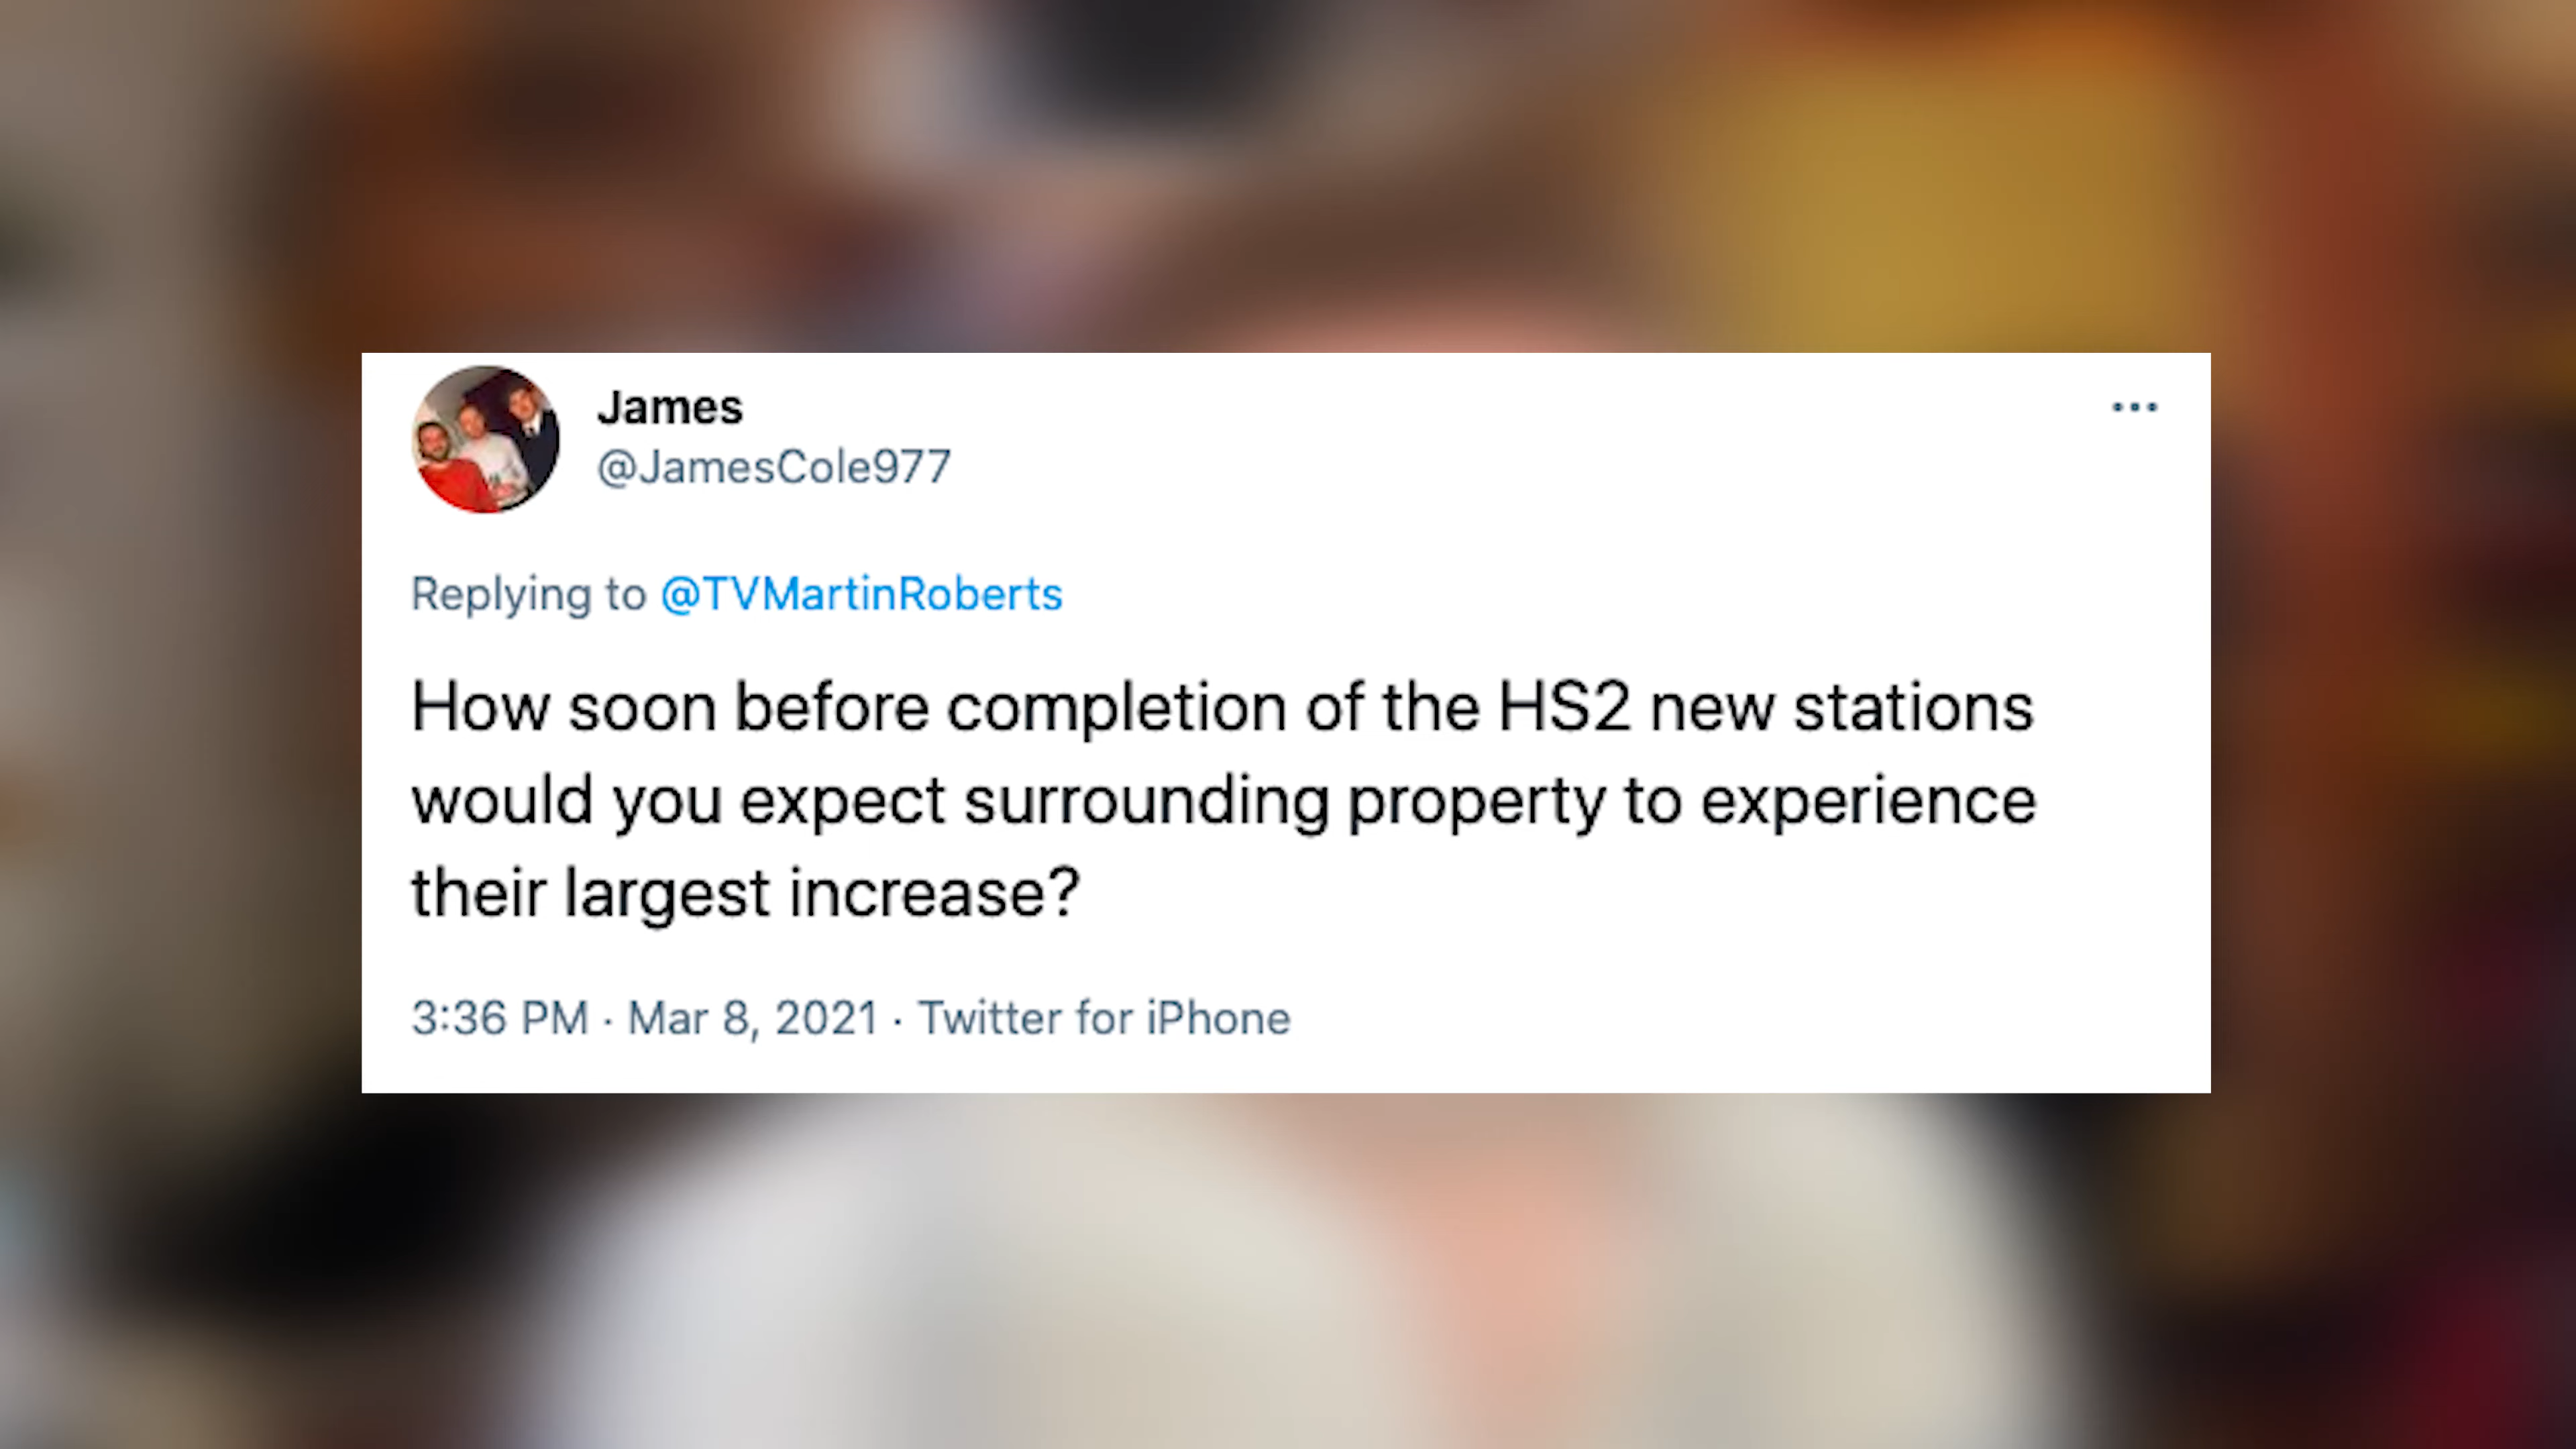 James
@JamesCole977
Replying to @TVMartinRoberts
How soon before completion of the HS2 new stations
would you expect surrounding property to experience
their largest increase?
3:36 PM · Mar 8, 2021 · Twitter for iPhone